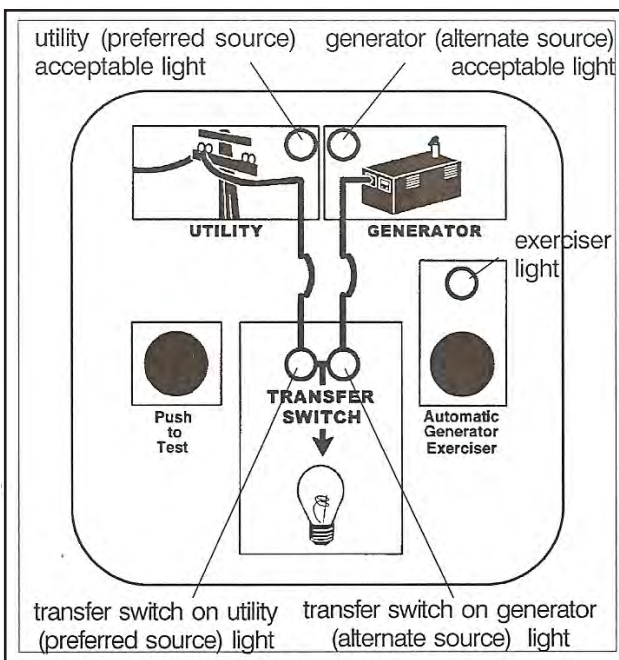 utility (preferred source)
acceptable light
generator (alternate source)
acceptable light
UTILITY
GENERATOR
exerciser
light
Push
to
Test
TRANSFER
SWITCH
Automatic
Generator
Exerciser
transfer switch on utility
(preferred source) light
transfer switch on generator
(alternate source) light